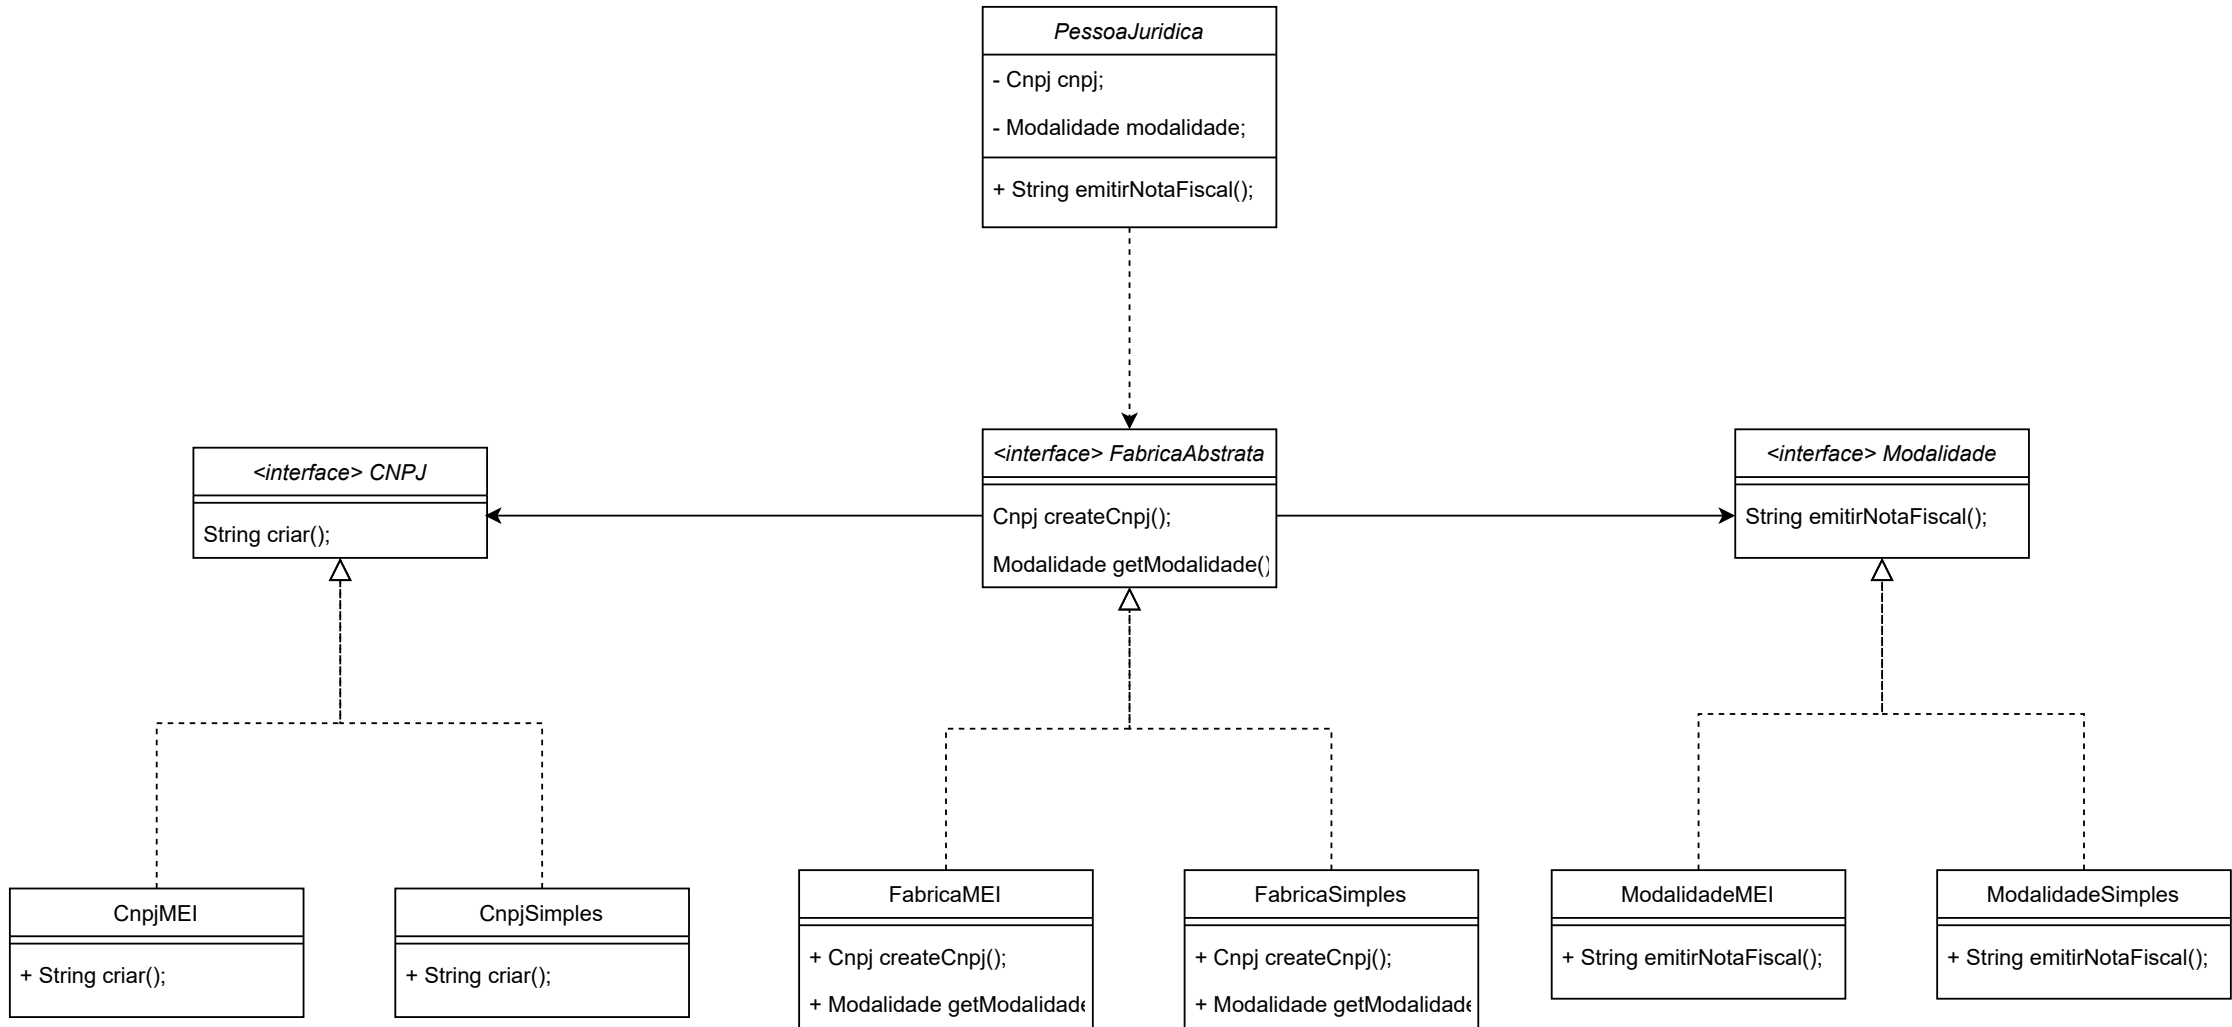 PessoaJuridica
- Cnpj cnpj;
- Modalidade modalidade;
+ String emitirNotaFiscal();
<interface> CNPJ
String criar();
<interface> FabricaAbstrata
Cnpj createCnpj();
Modalidade getModalidade()
<interface> Modalidade
String emitirNotaFiscal();
CnpjMEI
+ String criar();
CnpjSimples
+ String criar();
FabricaMEI
+ Cnpj createCnpj();
+ Modalidade getModalidade
FabricaSimples
+ Cnpj createCnpj();
+ Modalidade getModalidade
ModalidadeMEI
+ String emitirNotaFiscal();
ModalidadeSimples
+ String emitirNotaFiscal();